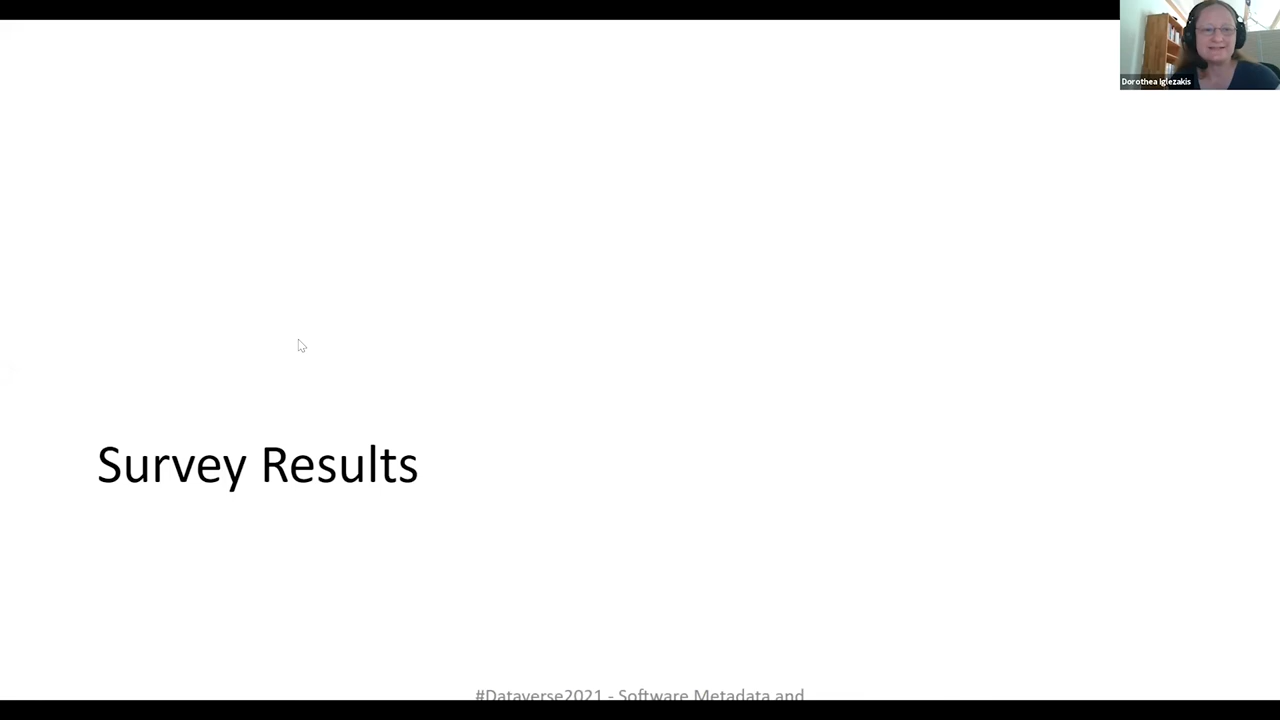 Dorothea Iglezakis
Survey Results
#Dataverse2021 - Software Metadata and